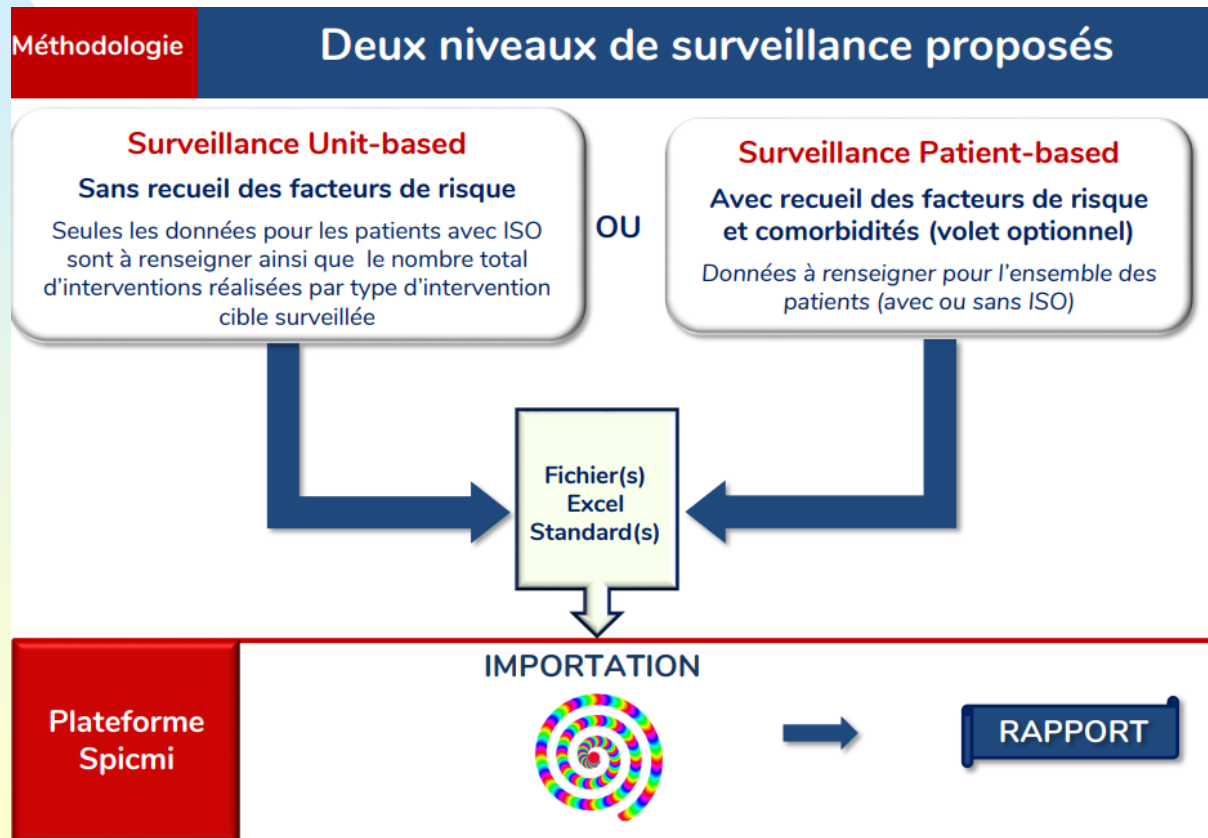 Méthodologie
Deux niveaux de surveillance proposés
Surveillance Unit-based
Sans recueil des facteurs de risque
Seules les données pour les patients avec ISO
sont à renseigner ainsi que le nombre total
d'interventions réalisées par type d'intervention
cible surveillée
OU
Surveillance Patient-based
Avec recueil des facteurs de risque
et comorbidités (volet optionnel)
Données à renseigner pour l'ensemble des
patients (avec ou sans ISO)
Fichier(s)
Excel
Standard(s)
IMPORTATION
Plateforme
Spicmi
RAPPORT